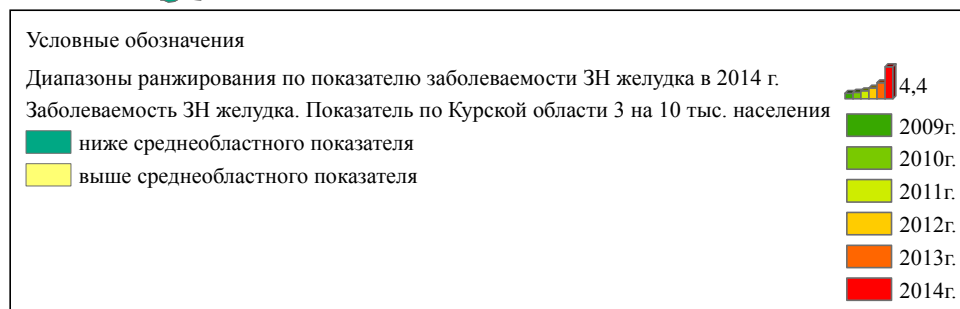 Условные обозначения
Диапазоны ранжирования по показателю заболеваемости ЗН желудка в 2014 г.
4,4
Заболеваемость ЗН желудка. Показатель по Курской области 3 на 10 тыс. населения
ниже среднеобластного показателя
выше среднеобластного показателя
2009г.
2010г.
2011г.
2012г.
2013г.
2014г.